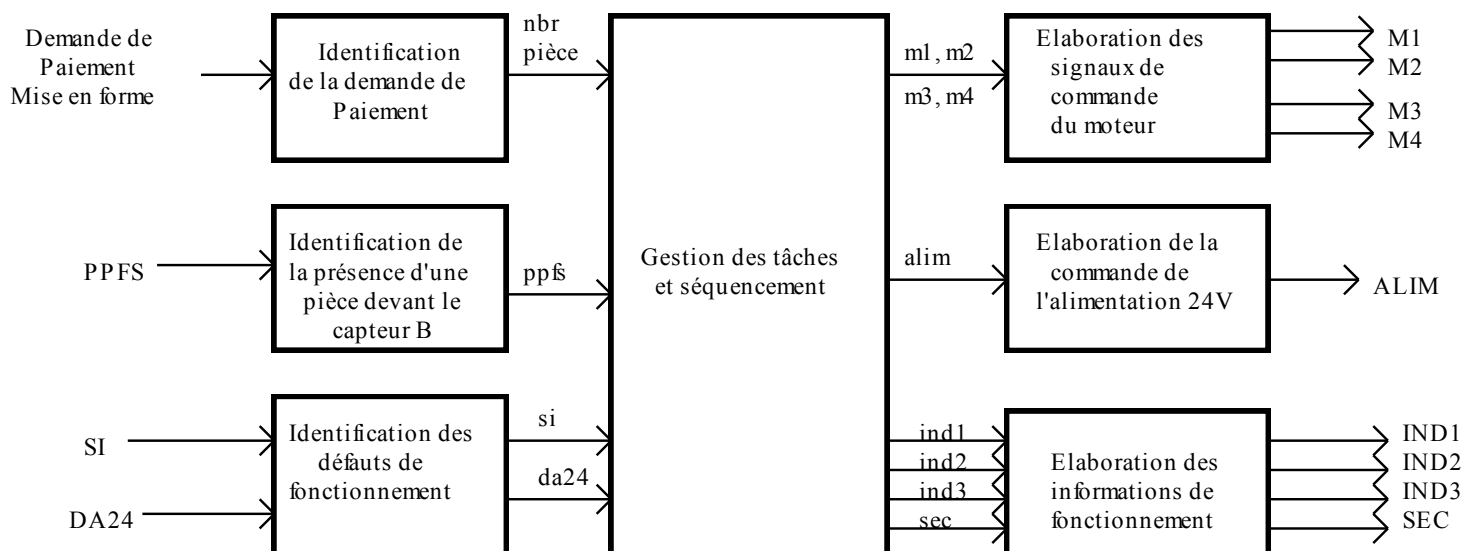 Demande de
Paiement
Mise en forme
Identification
de la demande de
Paiement
nbr
pièce
m1, m2
m3, m4
Elaboration des
signaux de
commande
du moteur
M1
M2
M3
M4
PPFS
Identification de
la présence d'une
pièce devant le
capteur B
ppfs
Gestion des tâches
et séquencement
alim
Elaboration de la
commande de
l'alimentation 24V
ALIM
SI
DA24
Identification des
défauts de
fonctionnement
si
da24
ind1
ind2
ind3
sec
Elaboration des
informations de
fonctionnement
IND1
IND2
IND3
SEC